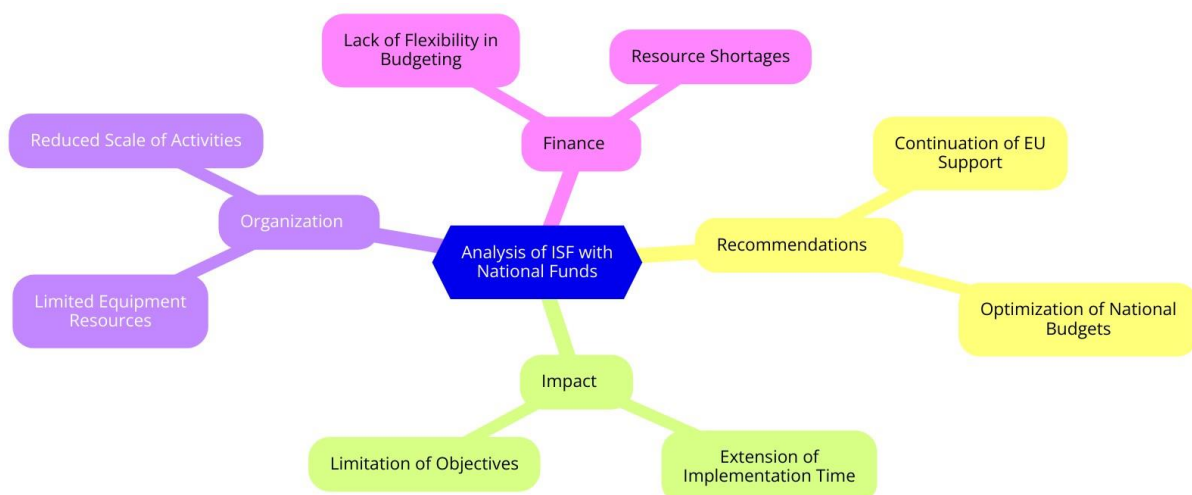 Lack of Flexibility in
Budgeting
Resource Shortages
Finance
Reduced Scale of Activities
Organization
Limited Equipment
Resources
Analysis of ISF with
National Funds
Continuation of EU
Support
Recommendations
Optimization of National
Budgets
Impact
Limitation of Objectives
Extension of
Implementation Time